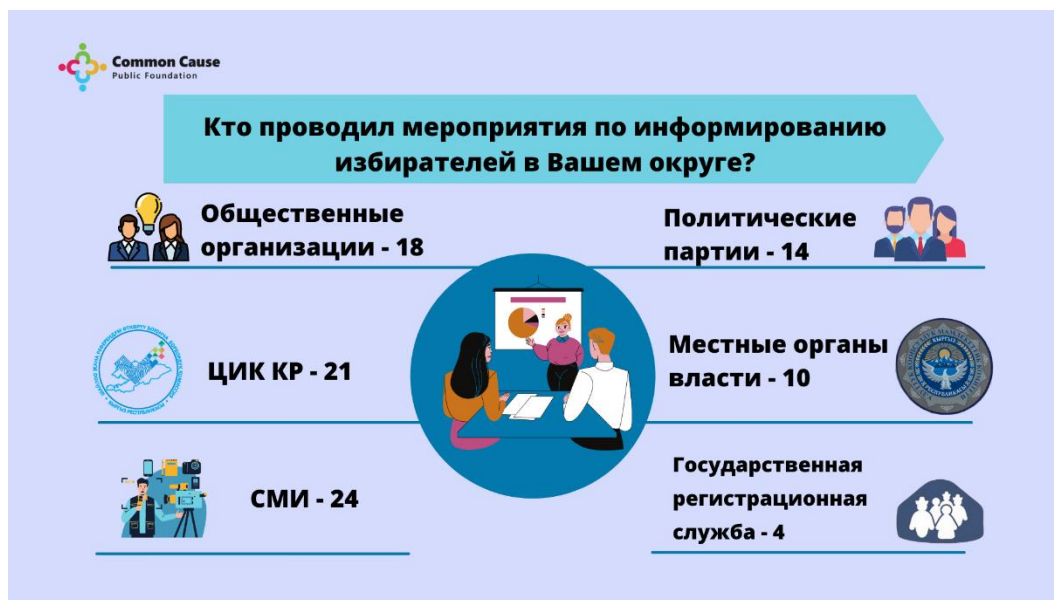 Common Cause
Public Foundation
Кто проводил мероприятия по информированию
избирателей в Вашем округе?
Общественные
организации - 18
Политические
партии - 14
ЦИК КР - 21
Местные органы
власти - 10
СМИ - 24
Государственная
регистрационная
служба - 4